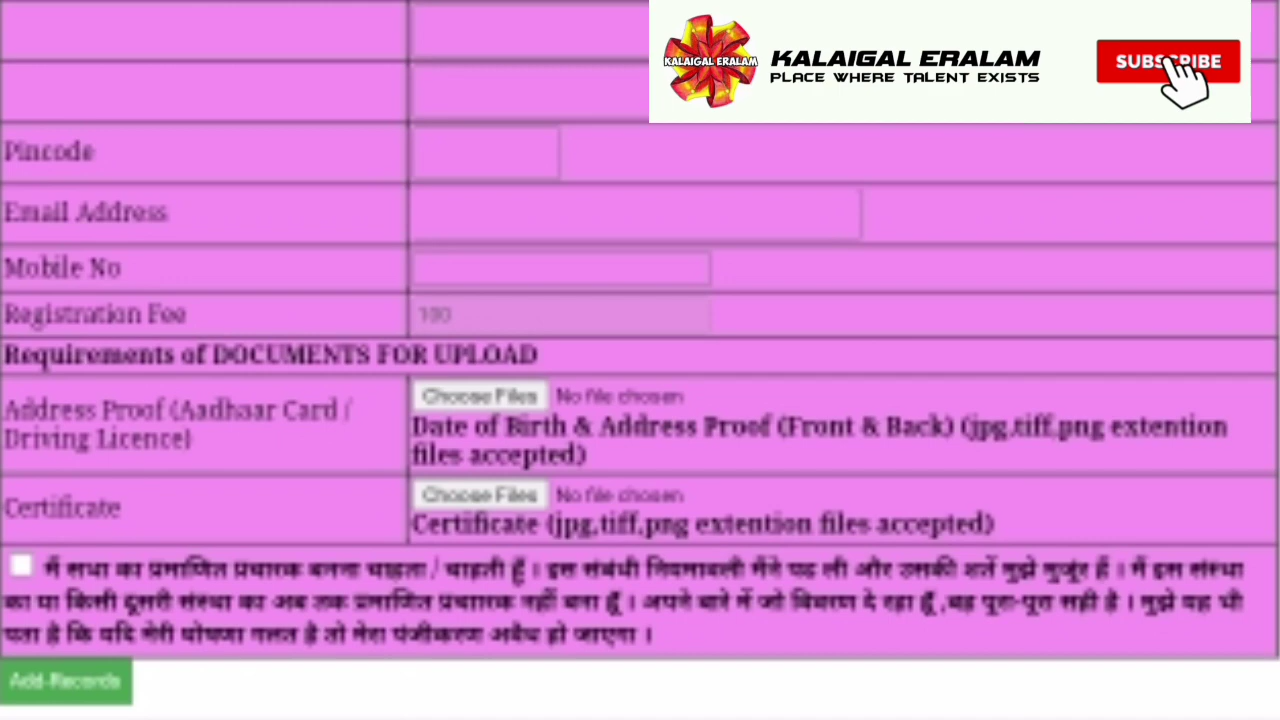 KALAIGAL ERALAM
KALAIGAL ERALAM
PLACE WHERE TALENT EXISTS
SUBSCRIBE
Pincode
Email Address
Mobile No
Registration Fee
100
Requirements of DOCUMENTS FOR UPLOAD
Address Proof (Aadhaar Card /
Driving Licence)
Choose Files No file chosen
Date of Birth & Address Proof (Front & Back) (jpg,tiff,png extention
files accepted)
Certificate
Choose Files No file chosen
Certificate (jpg,tiff,png extention files accepted)
मैं सभा का प्रमाणित प्रचारक बनना चाहता / चाहती हूँ । इस संबंधी नियमावली मैंने पढ ली और उसकी शर्तें मुझे मंजूर हैं । मैं इस संस्था
का या किसी दूसरी संस्था का अब तक प्रमाणित प्रचारक नहीं बना हूँ । अपने बारे में जो विवरण दे रहा हूँ ,वह पूरा-पूरा सही है । मुझे यह भी
पता है कि यदि मेरी घोषणा गलत है तो मेरा पंजीकरण अवैध हो जाएगा ।
Add-Records